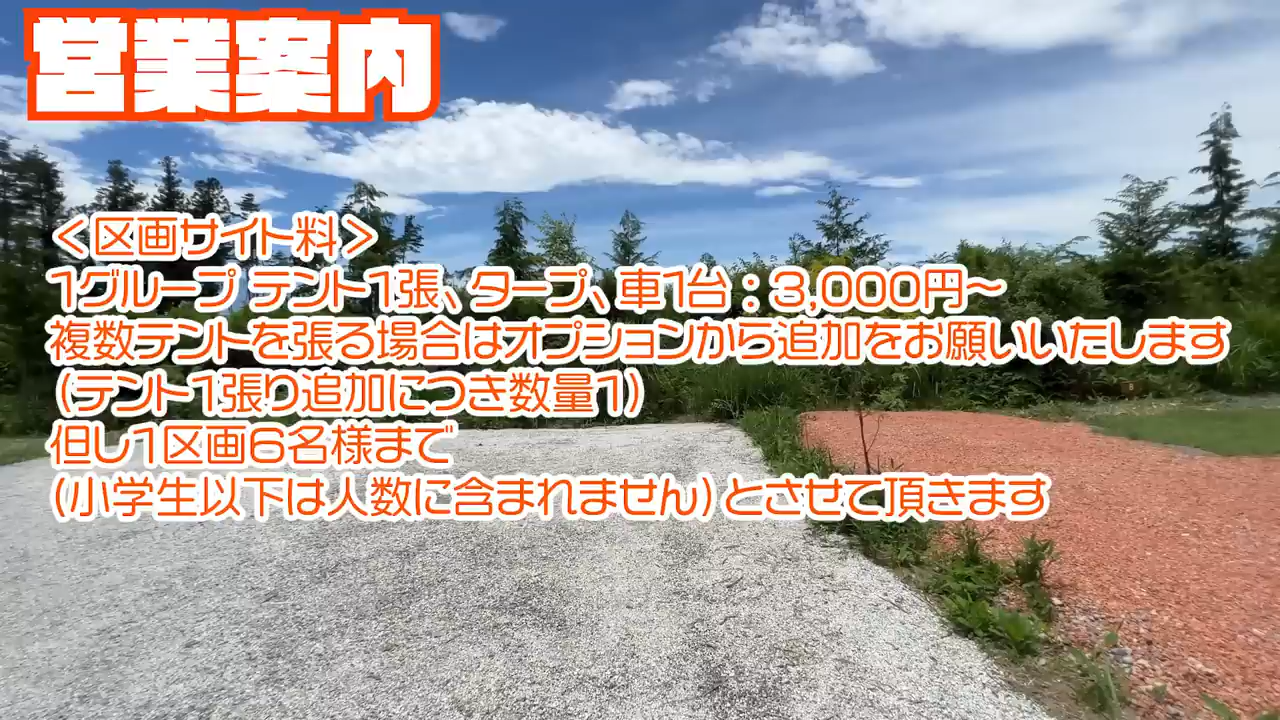 営業案内
＜区画サイト料＞
1グループ テント1張、タープ、車1台：3,000円～
複数テントを張る場合はオプションから追加をお願いいたします
(テント1張り追加につき数量1)
但し1区画6名様まで
(小学生以下は人数に含まれません)とさせて頂きます